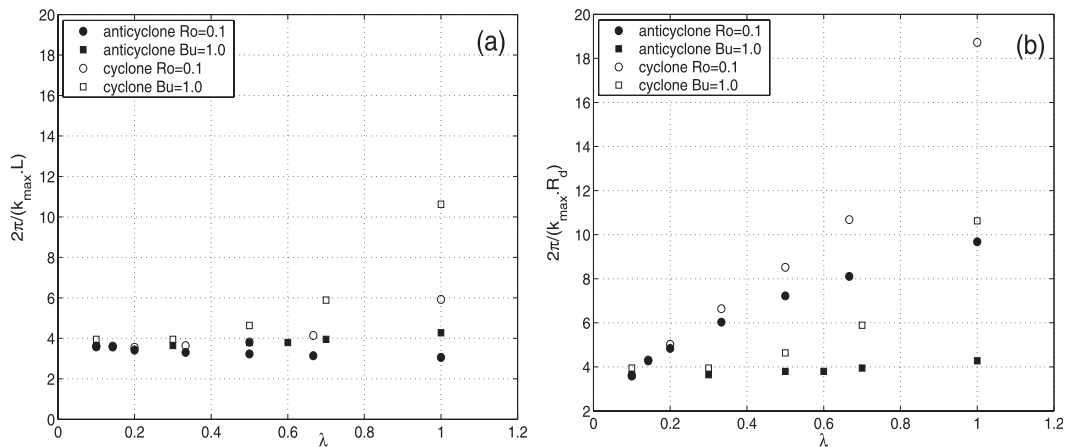 20
18
16
14
12
10
8
6
4
2
0
2π/(k_max.L)
anticyclone Ro=0.1
anticyclone Bu=1.0
cyclone Ro=0.1
cyclone Bu=1.0
(a)
0 0.2 0.4 0.6 0.8 1 1.2
λ
20
18
16
14
12
10
8
6
4
2
2π/(k_max.R_d)
anticyclone Ro=0.1
anticyclone Bu=1.0
cyclone Ro=0.1
cyclone Bu=1.0
(b)
0 0.2 0.4 0.6 0.8 1 1.2
λ